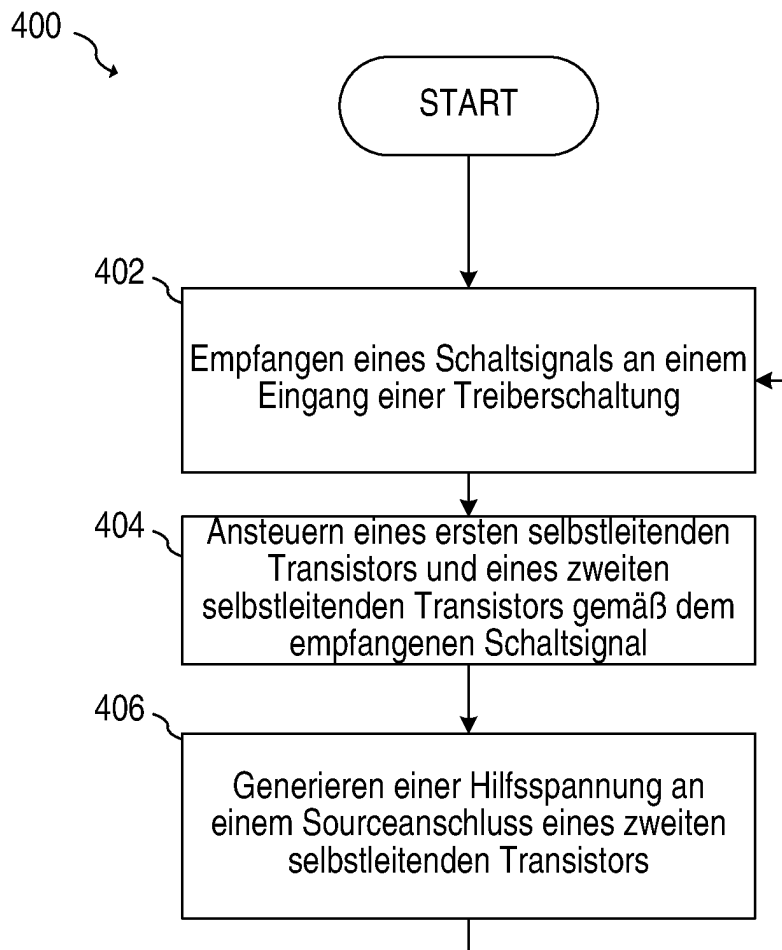 400
START
402
Empfangen eines Schaltsignals an einem
Eingang einer Treiberschaltung
404
Ansteuern eines ersten selbstleitenden
Transistors und eines zweiten
selbstleitenden Transistors gemäß dem
empfangenen Schaltsignal
406
Generieren einer Hilfsspannung an
einem Sourceanschluss eines zweiten
selbstleitenden Transistors